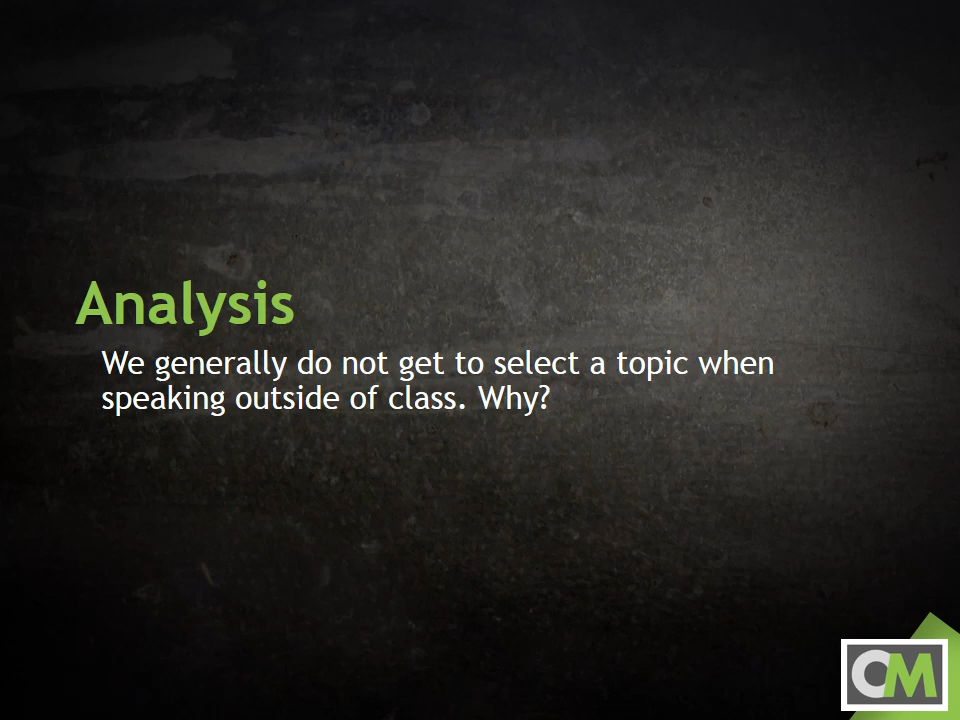 Analysis
We generally do not get to select a topic when
speaking outside of class. Why?
CM